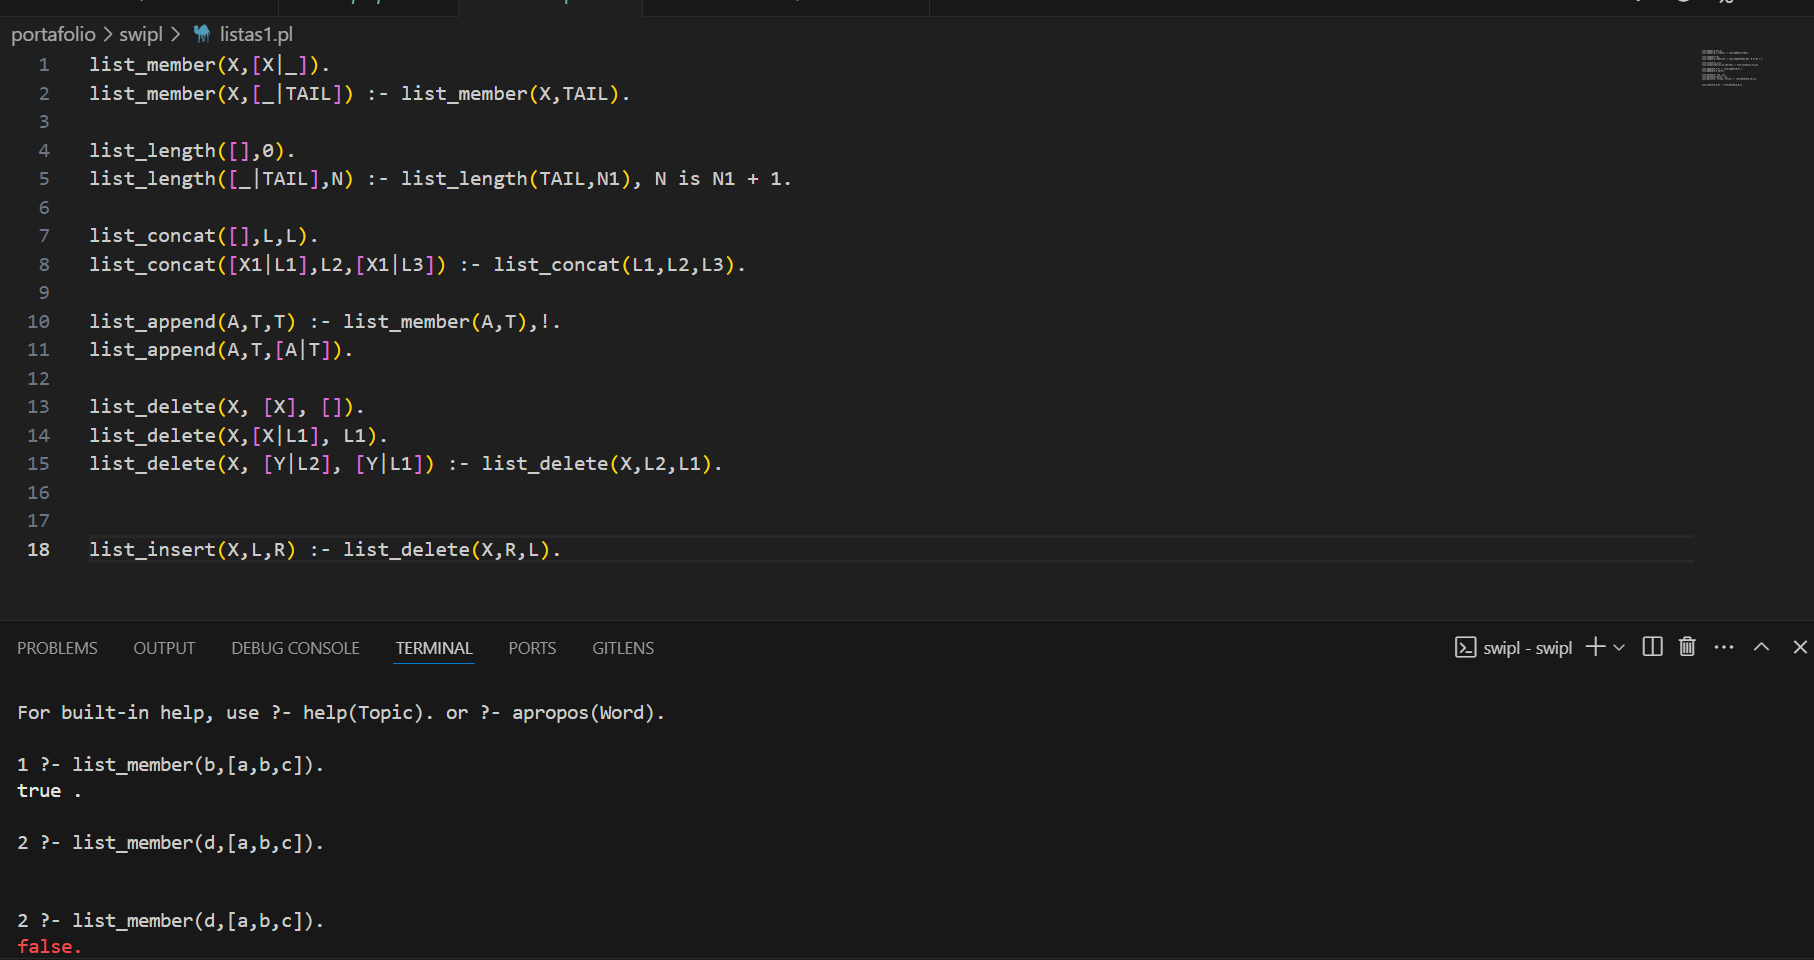 portafolio > swipl > listas1.pl
1 list_member(X,[X|_]).
2 list_member(X,[_|TAIL]) :- list_member(X,TAIL).
3
4 list_length([],0).
5 list_length([_|TAIL],N) :- list_length(TAIL,N1), N is N1 + 1.
6
7 list_concat([],L,L).
8 list_concat([X1|L1],L2,[X1|L3]) :- list_concat(L1,L2,L3).
9
10 list_append(A,T,T) :- list_member(A,T),!.
11 list_append(A,T,[A|T]).
12
13 list_delete(X, [X], []).
14 list_delete(X,[X|L1], L1).
15 list_delete(X, [Y|L2], [Y|L1]) :- list_delete(X,L2,L1).
16
17
18 list_insert(X,L,R) :- list_delete(X,R,L).
PROBLEMS OUTPUT DEBUG CONSOLE TERMINAL PORTS GITLENS swipl - swipl
For built-in help, use ?- help(Topic). or ?- apropos(Word).
1 ?- list_member(b,[a,b,c]).
true .
2 ?- list_member(d,[a,b,c]).
2 ?- list_member(d,[a,b,c]).
false.